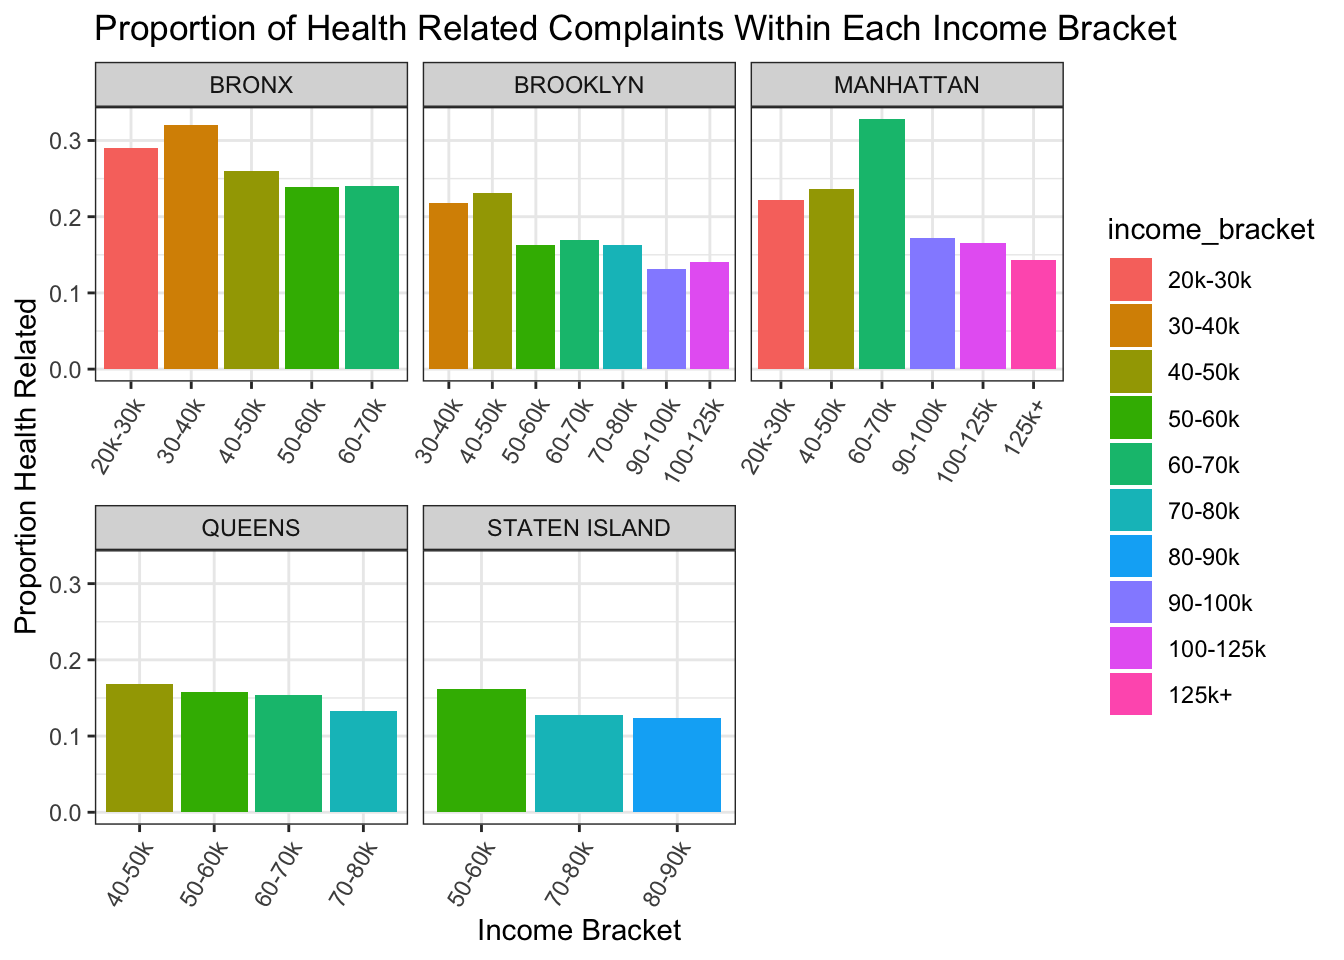 Proportion of Health Related Complaints Within Each Income Bracket
BRONX
BROOKLYN
MANHATTAN
0.3
0.2
0.1
0.0
20k-30k
30-40k
40-50k
50-60k
60-70k
30-40k
40-50k
50-60k
60-70k
70-80k
90-100k
100-125k
20k-30k
40-50k
60-70k
90-100k
100-125k
125k+
QUEENS
STATEN ISLAND
0.3
0.2
0.1
0.0
40-50k
50-60k
60-70k
70-80k
50-60k
70-80k
80-90k
Proportion Health Related
Income Bracket
income_bracket
20k-30k
30-40k
40-50k
50-60k
60-70k
70-80k
80-90k
90-100k
100-125k
125k+